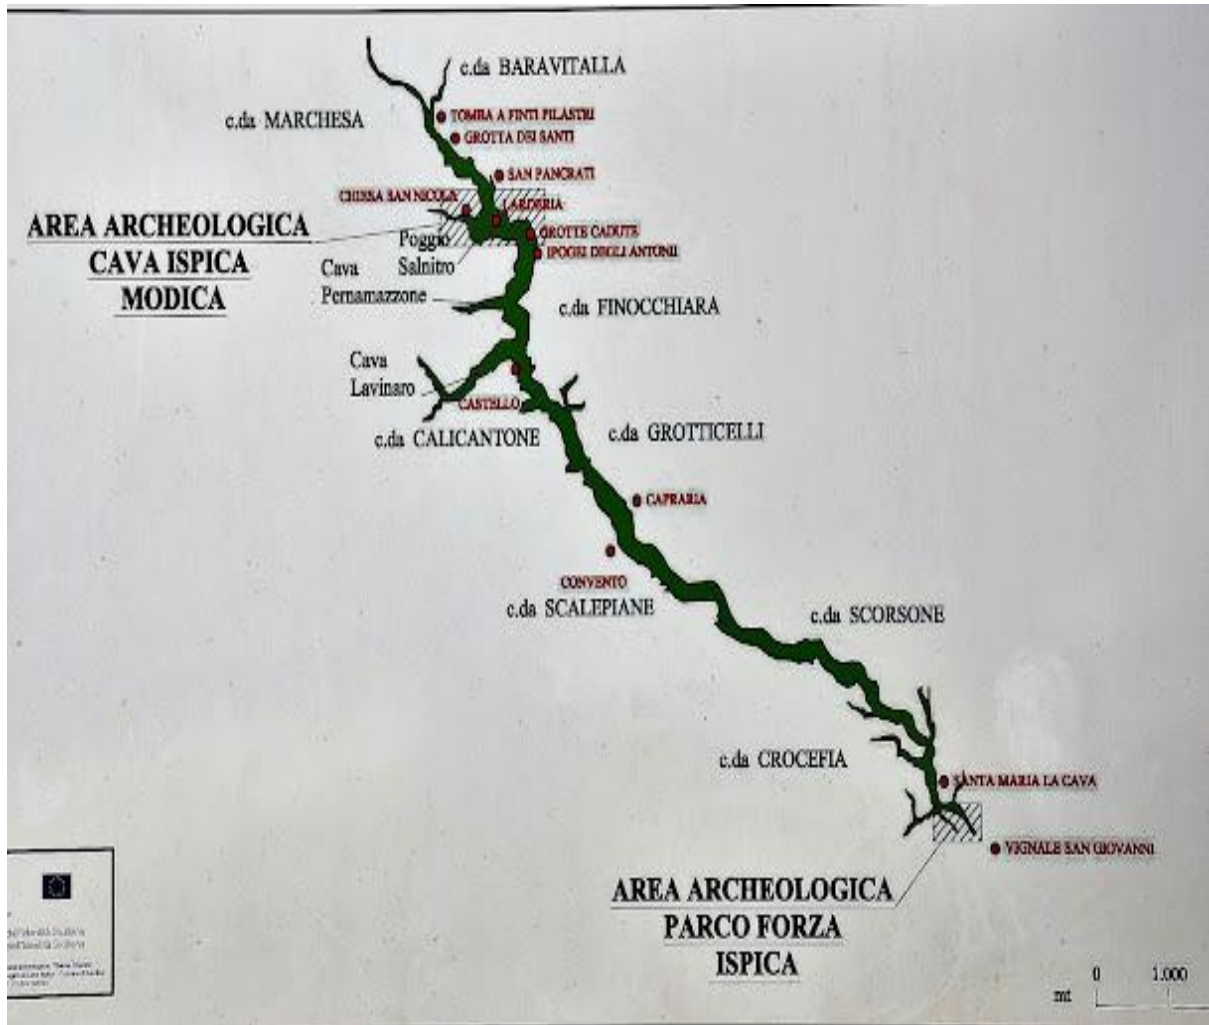 c.da BARAVITALLA
TOMBA A FINTI PILASTRI
c.da MARCHESA
GROTTA DEI SANTI
SAN PANCRATI
CHIESA SAN NICOLA
LARDERIA
AREA ARCHEOLOGICA
CAVA ISPICA
MODICA
GROTTE CADUTE
Poggio
Salnitro
IPOGEI DEGLI ANTONII
Cava
Pernamazzone
c.da FINOCCHIARA
Cava
Lavinaro
CASTELLO
c.da CALICANTONE
c.da GROTTICELLI
CAPRARIA
CONVENTO
c.da SCALEPIANE
c.da SCORSONE
c.da CROCEFIA
SANTA MARIA LA CAVA
VIGNALE SAN GIOVANNI
AREA ARCHEOLOGICA
PARCO FORZA
ISPICA
0 1.000
mt